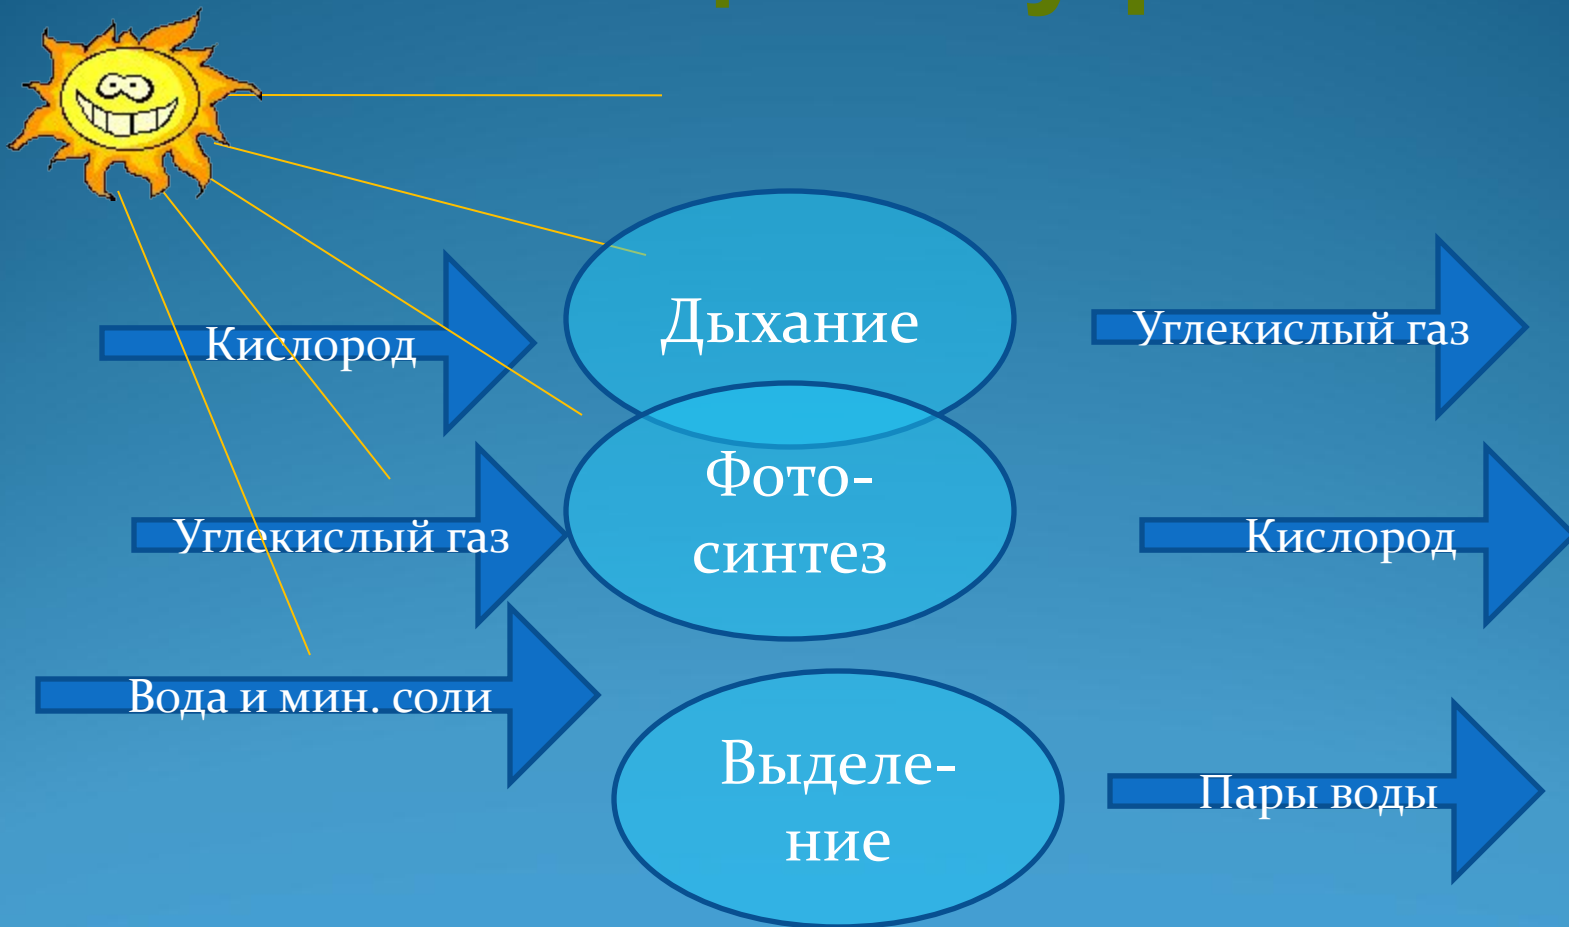 Кислород
Дыхание
Углекислый газ
Углекислый газ
Фото-
синтез
Кислород
Вода и мин. соли
Выделе-
ние
Пары воды